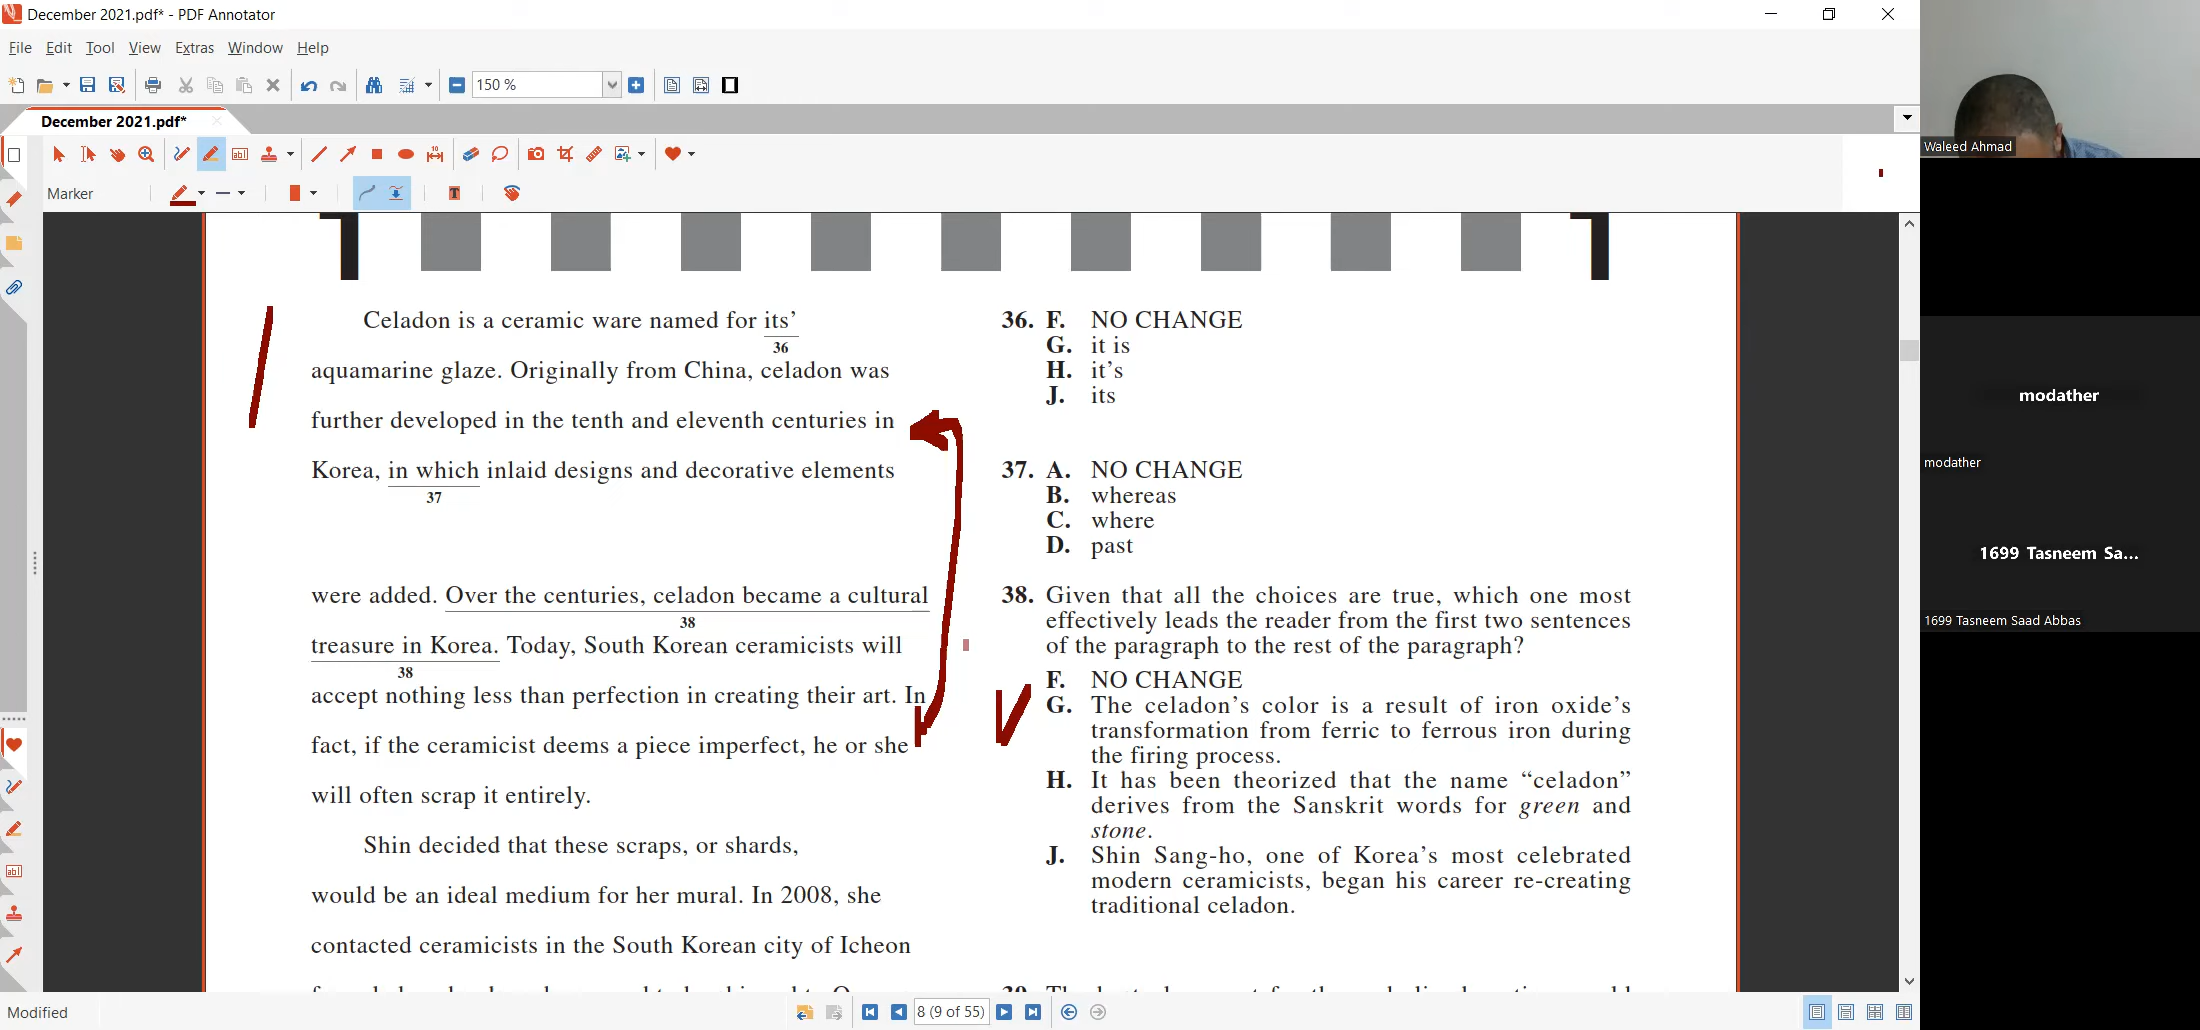 December 2021.pdf* - PDF Annotator
File Edit Tool View Extras Window Help
150 %
December 2021.pdf*
Marker
Celadon is a ceramic ware named for its’
36
aquamarine glaze. Originally from China, celadon was
further developed in the tenth and eleventh centuries in
Korea, in which inlaid designs and decorative elements
37
were added. Over the centuries, celadon became a cultural
38
treasure in Korea. Today, South Korean ceramicists will
38
accept nothing less than perfection in creating their art. In
fact, if the ceramicist deems a piece imperfect, he or she
will often scrap it entirely.
Shin decided that these scraps, or shards,
would be an ideal medium for her mural. In 2008, she
contacted ceramicists in the South Korean city of Icheon
36. F. NO CHANGE
G. it is
H. it’s
J. its
37. A. NO CHANGE
B. whereas
C. where
D. past
38. Given that all the choices are true, which one most
effectively leads the reader from the first two sentences
of the paragraph to the rest of the paragraph?
F. NO CHANGE
G. The celadon’s color is a result of iron oxide’s
transformation from ferric to ferrous iron during
the firing process.
H. It has been theorized that the name “celadon”
derives from the Sanskrit words for green and
stone.
J. Shin Sang-ho, one of Korea’s most celebrated
modern ceramicists, began his career re-creating
traditional celadon.
Waleed Ahmad
modather
modather
1699 Tasneem Sa...
1699 Tasneem Saad Abbas
Modified
8 (9 of 55)